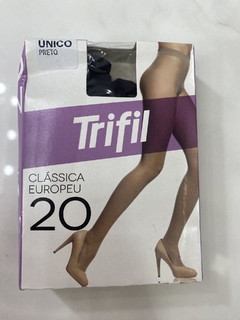 ÚNICO
PRETO
Trifil
CLÁSSICA
EUROPEU
20